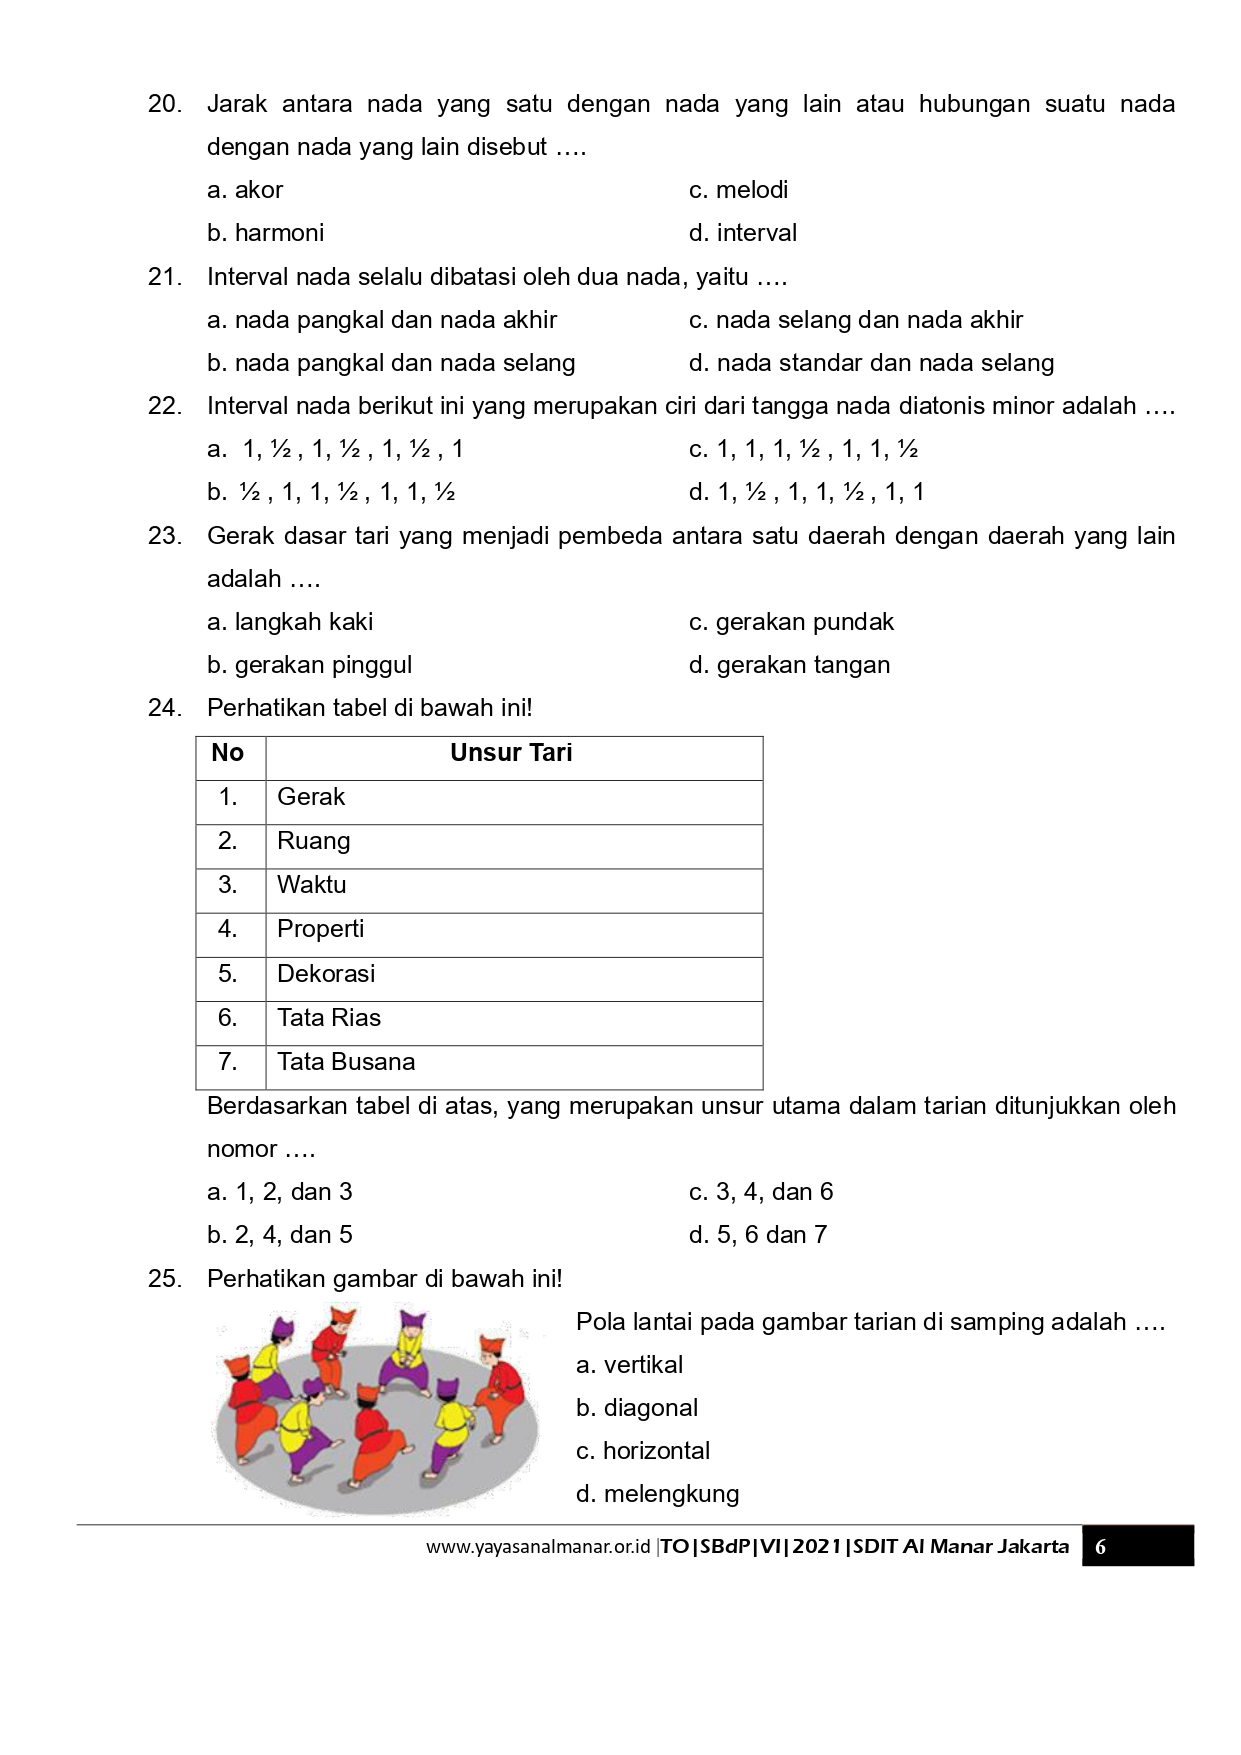 20. Jarak antara nada yang satu dengan nada yang lain atau hubungan suatu nada
dengan nada yang lain disebut ….
a. akor c. melodi
b. harmoni d. interval
21. Interval nada selalu dibatasi oleh dua nada, yaitu ….
a. nada pangkal dan nada akhir c. nada selang dan nada akhir
b. nada pangkal dan nada selang d. nada standar dan nada selang
22. Interval nada berikut ini yang merupakan ciri dari tangga nada diatonis minor adalah ….
a. 1, ½ , 1, ½ , 1, ½ , 1 c. 1, 1, 1, ½ , 1, 1, ½
b. ½ , 1, 1, ½ , 1, 1, ½ d. 1, ½ , 1, 1, ½ , 1, 1
23. Gerak dasar tari yang menjadi pembeda antara satu daerah dengan daerah yang lain
adalah ….
a. langkah kaki c. gerakan pundak
b. gerakan pinggul d. gerakan tangan
24. Perhatikan tabel di bawah ini!
No Unsur Tari
1. Gerak
2. Ruang
3. Waktu
4. Properti
5. Dekorasi
6. Tata Rias
7. Tata Busana
Berdasarkan tabel di atas, yang merupakan unsur utama dalam tarian ditunjukkan oleh
nomor ….
a. 1, 2, dan 3 c. 3, 4, dan 6
b. 2, 4, dan 5 d. 5, 6 dan 7
25. Perhatikan gambar di bawah ini!
Pola lantai pada gambar tarian di samping adalah ….
a. vertikal
b. diagonal
c. horizontal
d. melengkung
www.yayasanalmanar.or.id |TO|SBdP|VI|2021|SDIT Al Manar Jakarta 6